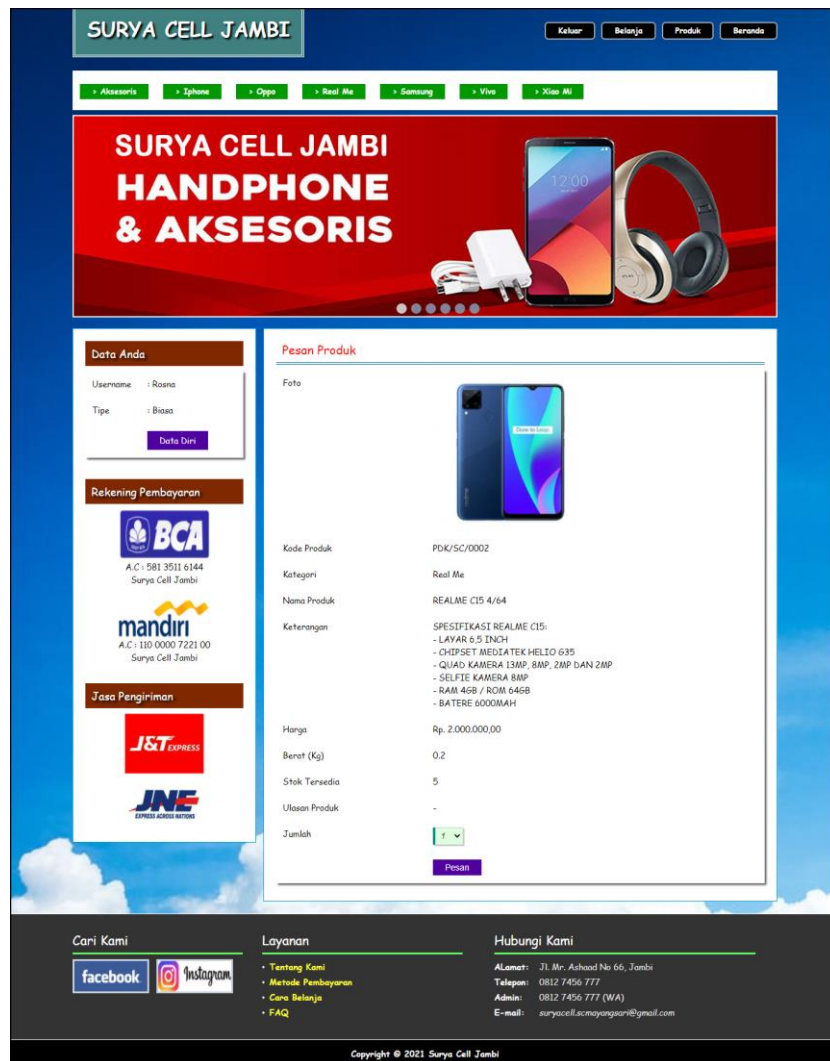 SURYA CELL JAMBI
Keluar
Belanja
Produk
Beranda
› Aksesoris
› Iphone
› Oppo
› Real Me
› Samsung
› Vivo
› Xiao Mi
SURYA CELL JAMBI
HANDPHONE
& AKSESORIS
12:00
Data Anda
Username : Rosna
Tipe : Biasa
Data Diri
Rekening Pembayaran
BCA
A.C : 581 3511 6144
Surya Cell Jambi
mandiri
A.C : 110 0000 7221 00
Surya Cell Jambi
Jasa Pengiriman
J&T EXPRESS
JNE
EXPRESS ACROSS NATIONS
Pesan Produk
Foto
realme
Kode Produk PDK/SC/0002
Kategori Real Me
Nama Produk REALME C15 4/64
Keterangan SPESIFIKASI REALME C15:
- LAYAR 6,5 INCH
- CHIPSET MEDIATEK HELIO G35
- QUAD KAMERA 13MP, 8MP, 2MP DAN 2MP
- SELFIE KAMERA 8MP
- RAM 4GB / ROM 64GB
- BATERE 6000MAH
Harga Rp. 2.000.000,00
Berat (Kg) 0.2
Stok Tersedia 5
Ulasan Produk -
Jumlah 1
Pesan
Cari Kami
facebook
Instagram
Layanan
• Tentang Kami
• Metode Pembayaran
• Cara Belanja
• FAQ
Hubungi Kami
ALamat: Jl. Mr. Ashaad No 66, Jambi
Telepon: 0812 7456 777
Admin: 0812 7456 777 (WA)
E-mail: suryacell.scmayangsari@gmail.com
Copyright © 2021 Surya Cell Jambi